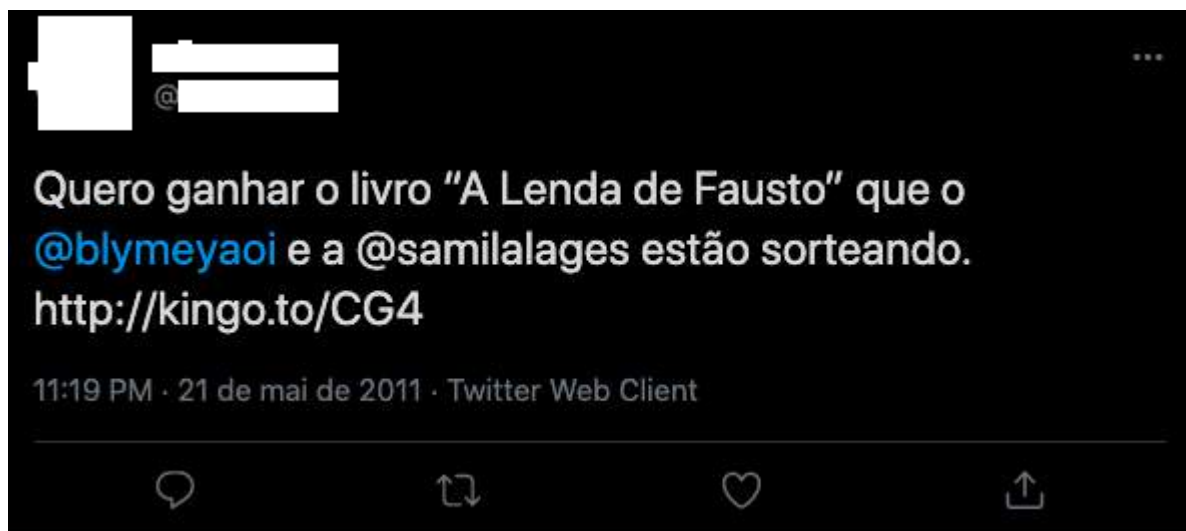 @
Quero ganhar o livro “A Lenda de Fausto” que o
@blymeyaoi e a @samilalages estão sorteando.
http://kingo.to/CG4
11:19 PM · 21 de mai de 2011 · Twitter Web Client